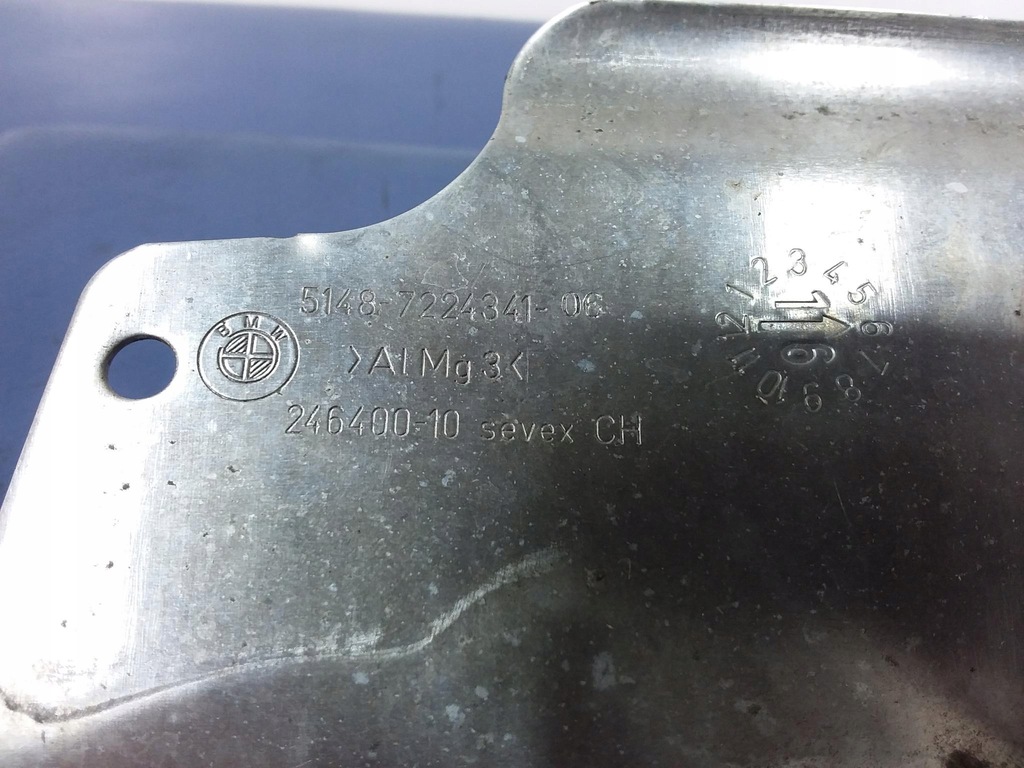 5148-7224341-06
BMW
>AlMg3<
246400-10 sevex CH
1 2 3 4 5 6 7 8 9 10 11 12
16